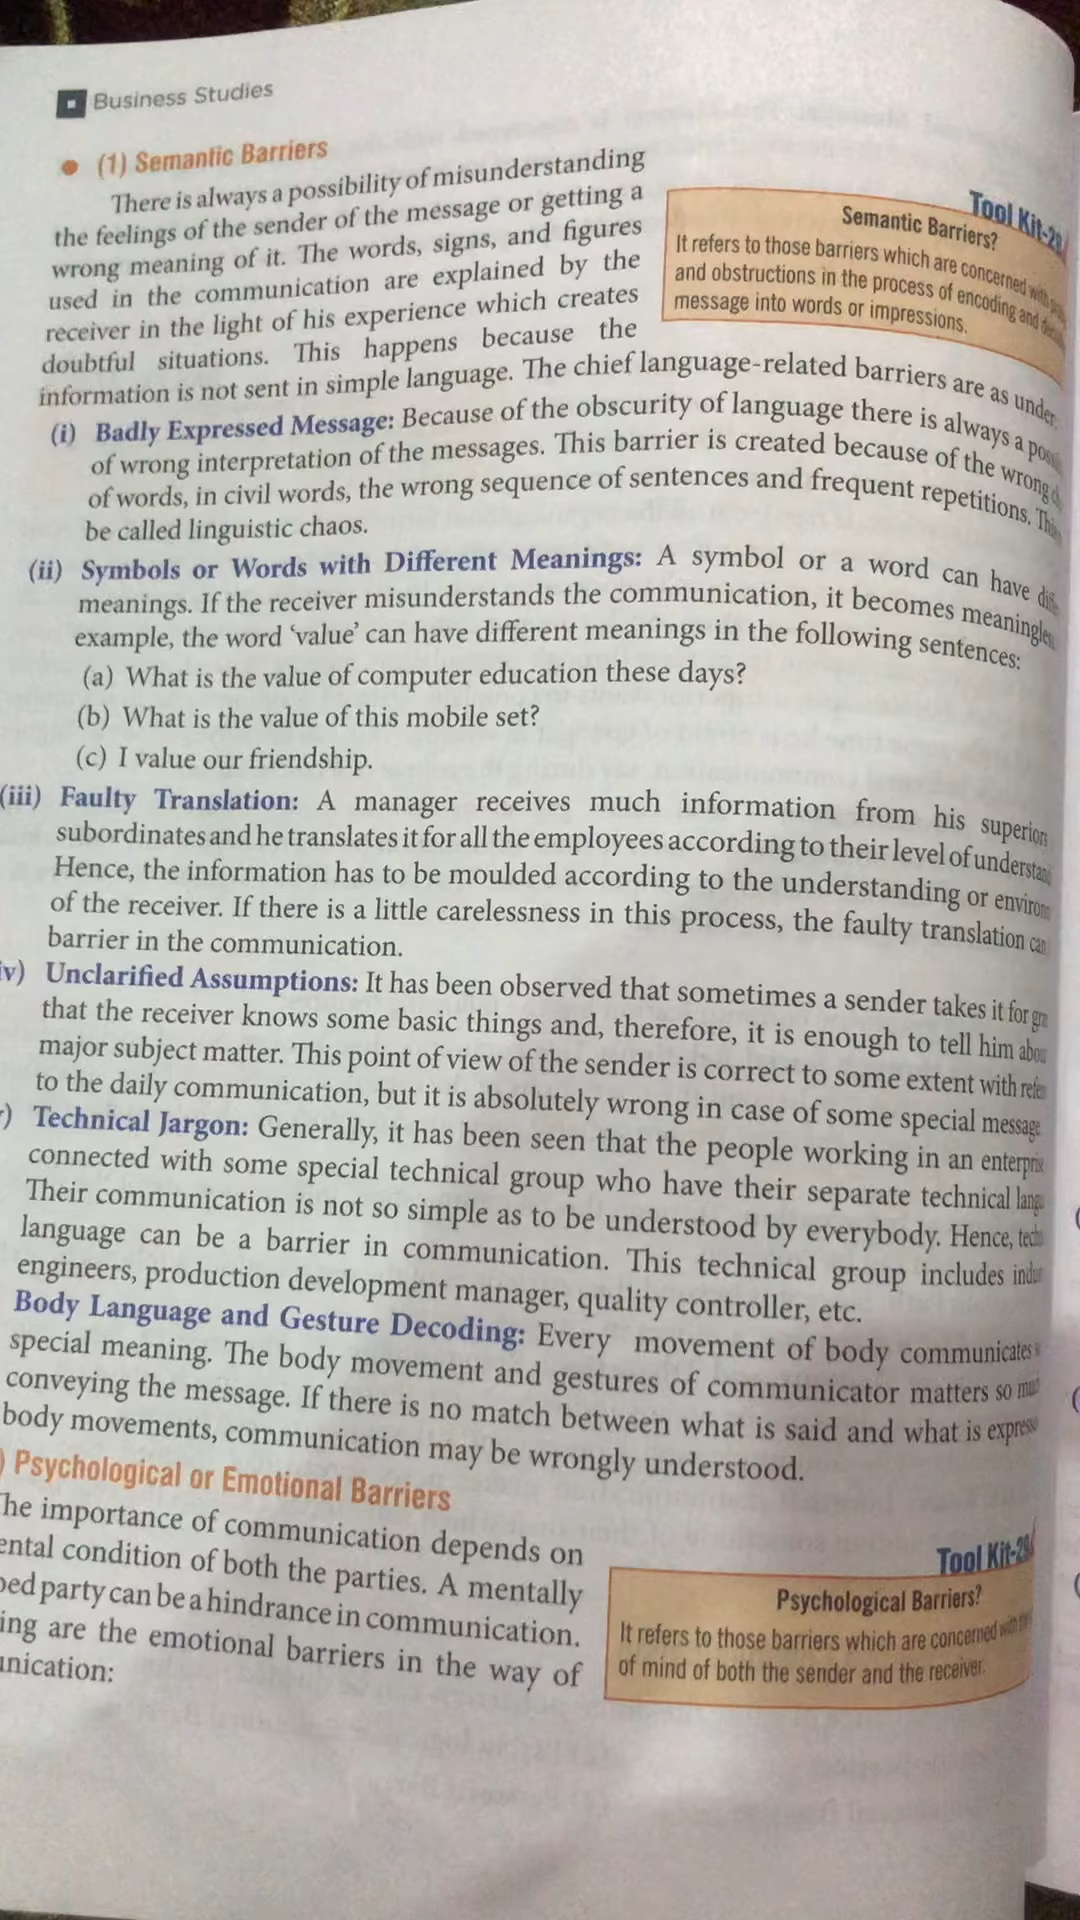 Business Studies
(1) Semantic Barriers
There is always a possibility of misunderstanding
the feelings of the sender of the message or getting a
wrong meaning of it. The words, signs, and figures
used in the communication are explained by the
receiver in the light of his experience which creates
doubtful situations. This happens because the
information is not sent in simple language. The chief language-related barriers are as under:
Tool Kit-28
Semantic Barriers?
It refers to those barriers which are concerned with
and obstructions in the process of encoding and
message into words or impressions.
(i) Badly Expressed Message: Because of the obscurity of language there is always a
of wrong interpretation of the messages. This barrier is created because of the wrong
of words, in civil words, the wrong sequence of sentences and frequent repetitions. This
be called linguistic chaos.
(ii) Symbols or Words with Different Meanings: A symbol or a word can have
meanings. If the receiver misunderstands the communication, it becomes
example, the word ‘value’ can have different meanings in the following sentences:
(a) What is the value of computer education these days?
(b) What is the value of this mobile set?
(c) I value our friendship.
(iii) Faulty Translation: A manager receives much information from his superiors
subordinates and he translates it for all the employees according to their level of
Hence, the information has to be moulded according to the understanding or
of the receiver. If there is a little carelessness in this process, the faulty translation can
barrier in the communication.
iv) Unclarified Assumptions: It has been observed that sometimes a sender takes it for
that the receiver knows some basic things and, therefore, it is enough to tell him
major subject matter. This point of view of the sender is correct to some extent with
to the daily communication, but it is absolutely wrong in case of some special message
) Technical Jargon: Generally, it has been seen that the people working in an
connected with some special technical group who have their separate technical
Their communication is not so simple as to be understood by everybody. Hence,
language can be a barrier in communication. This technical group includes
engineers, production development manager, quality controller, etc.
Body Language and Gesture Decoding: Every movement of body communicates
special meaning. The body movement and gestures of communicator matters so
conveying the message. If there is no match between what is said and what is
body movements, communication may be wrongly understood.
) Psychological or Emotional Barriers
The importance of communication depends on
condition of both the parties. A mentally
party can be a hindrance in communication.
are the emotional barriers in the way of
Tool Kit-29
Psychological Barriers?
It refers to those barriers which are concerned with
of mind of both the sender and the receiver.